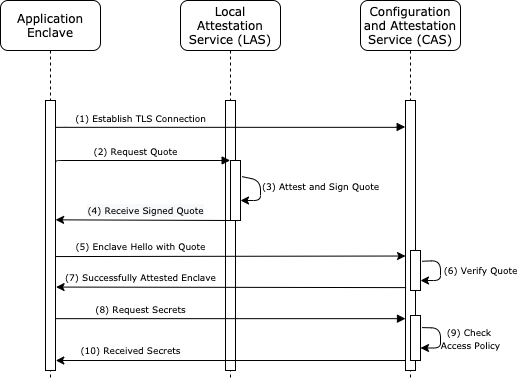 Application
Enclave
Local
Attestation
Service (LAS)
Configuration
and Attestation
Service (CAS)
(1) Establish TLS Connection
(2) Request Quote
(3) Attest and Sign Quote
(4) Receive Signed Quote
(5) Enclave Hello with Quote
(6) Verify Quote
(7) Successfully Attested Enclave
(8) Request Secrets
(9) Check
Access Policy
(10) Received Secrets